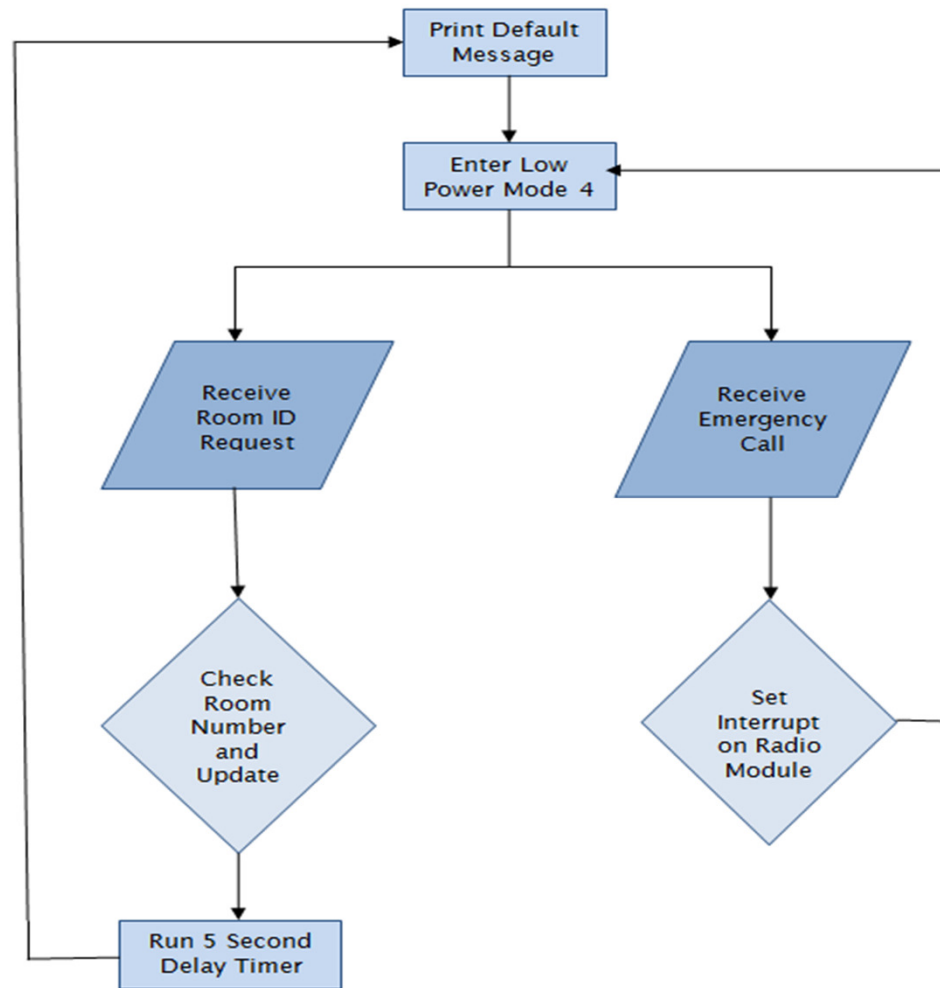 Print Default
Message
Enter Low
Power Mode 4
Receive
Room ID
Request
Receive
Emergency
Call
Check
Room
Number
and
Update
Set
Interrupt
on Radio
Module
Run 5 Second
Delay Timer